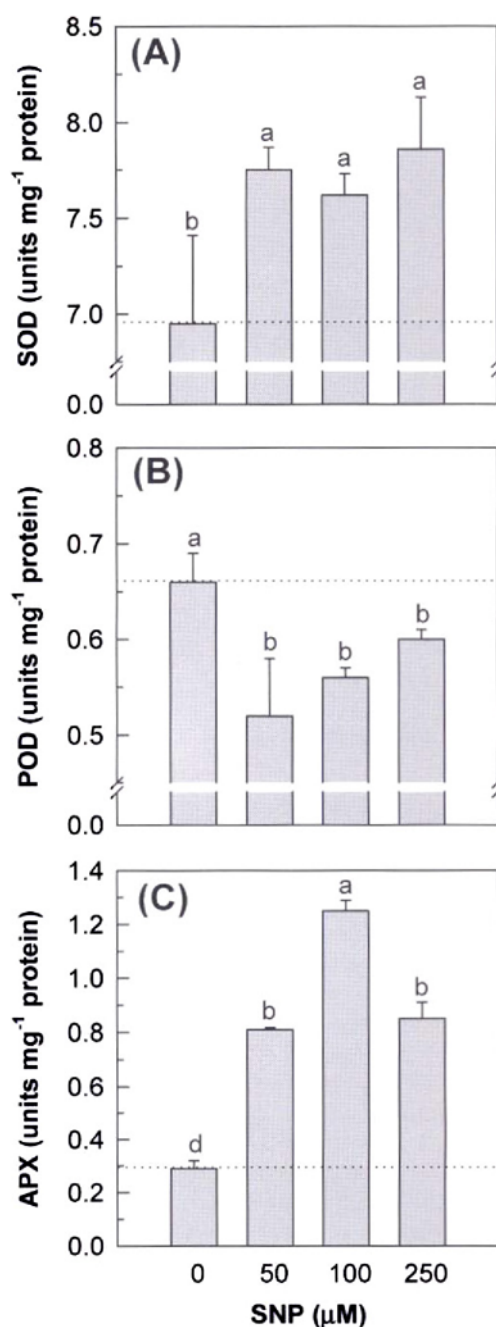 (A)
SOD (units mg⁻¹ protein)
8.5
8.0
7.5
7.0
0.0
b
a
a
a
(B)
POD (units mg⁻¹ protein)
0.8
0.7
0.6
0.5
0.0
a
b
b
b
(C)
APX (units mg⁻¹ protein)
1.4
1.2
1.0
0.8
0.6
0.4
0.2
0.0
d
b
a
b
0 50 100 250
SNP (μM)